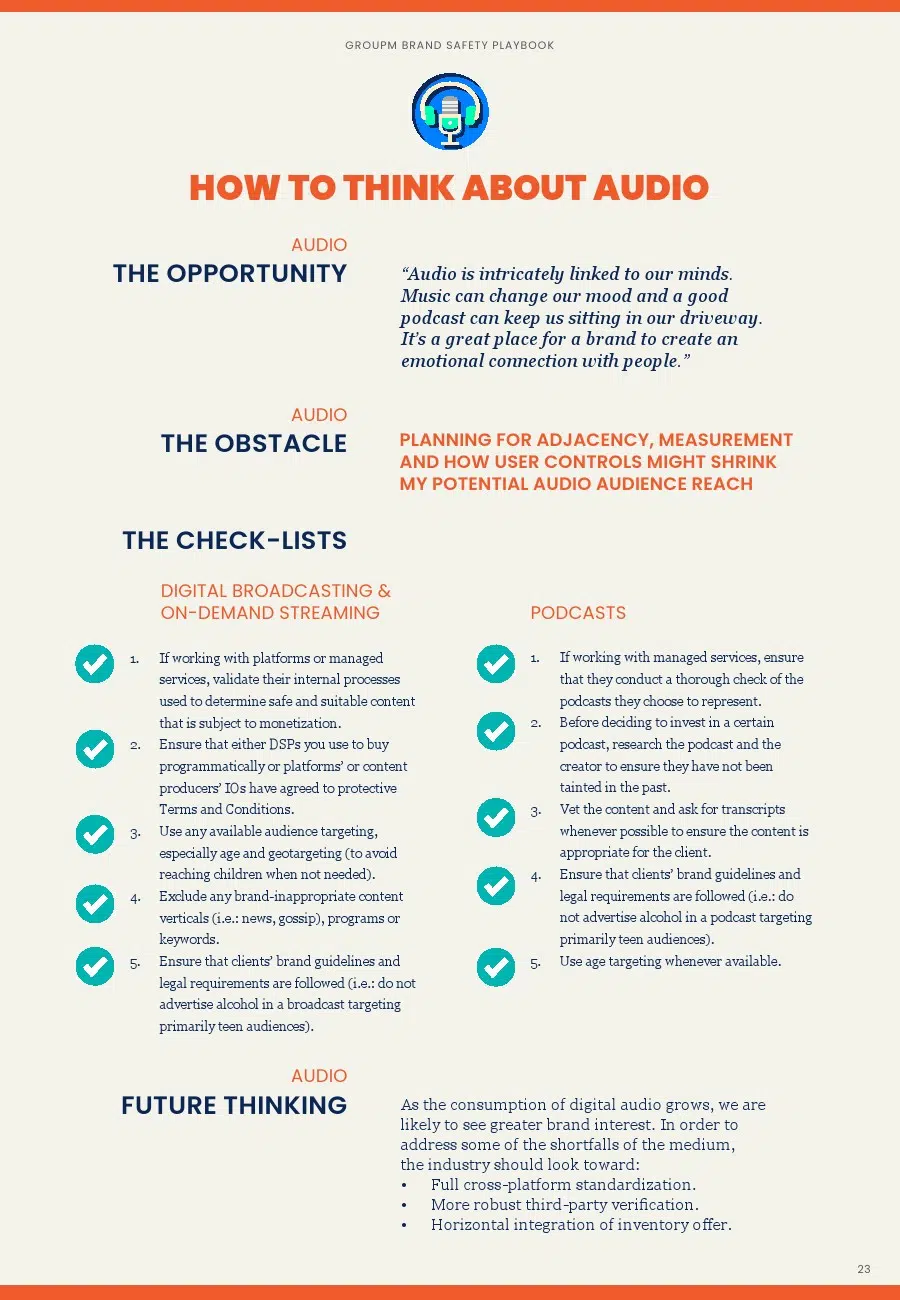 GROUPM BRAND SAFETY PLAYBOOK
HOW TO THINK ABOUT AUDIO
AUDIO
THE OPPORTUNITY
“Audio is intricately linked to our minds.
Music can change our mood and a good
podcast can keep us sitting in our driveway.
It’s a great place for a brand to create an
emotional connection with people.”
AUDIO
THE OBSTACLE
PLANNING FOR ADJACENCY, MEASUREMENT
AND HOW USER CONTROLS MIGHT SHRINK
MY POTENTIAL AUDIO AUDIENCE REACH
THE CHECK-LISTS
DIGITAL BROADCASTING &
ON-DEMAND STREAMING
1. If working with platforms or managed
services, validate their internal processes
used to determine safe and suitable content
that is subject to monetization.
2. Ensure that either DSPs you use to buy
programmatically or platforms’ or content
producers’ IOs have agreed to protective
Terms and Conditions.
3. Use any available audience targeting,
especially age and geotargeting (to avoid
reaching children when not needed).
4. Exclude any brand-inappropriate content
verticals (i.e.: news, gossip), programs or
keywords.
5. Ensure that clients’ brand guidelines and
legal requirements are followed (i.e.: do not
advertise alcohol in a broadcast targeting
primarily teen audiences).
PODCASTS
1. If working with managed services, ensure
that they conduct a thorough check of the
podcasts they choose to represent.
2. Before deciding to invest in a certain
podcast, research the podcast and the
creator to ensure they have not been
tainted in the past.
3. Vet the content and ask for transcripts
whenever possible to ensure the content is
appropriate for the client.
4. Ensure that clients’ brand guidelines and
legal requirements are followed (i.e.: do
not advertise alcohol in a podcast targeting
primarily teen audiences).
5. Use age targeting whenever available.
AUDIO
FUTURE THINKING
As the consumption of digital audio grows, we are
likely to see greater brand interest. In order to
address some of the shortfalls of the medium,
the industry should look toward:
• Full cross-platform standardization.
• More robust third-party verification.
• Horizontal integration of inventory offer.
23